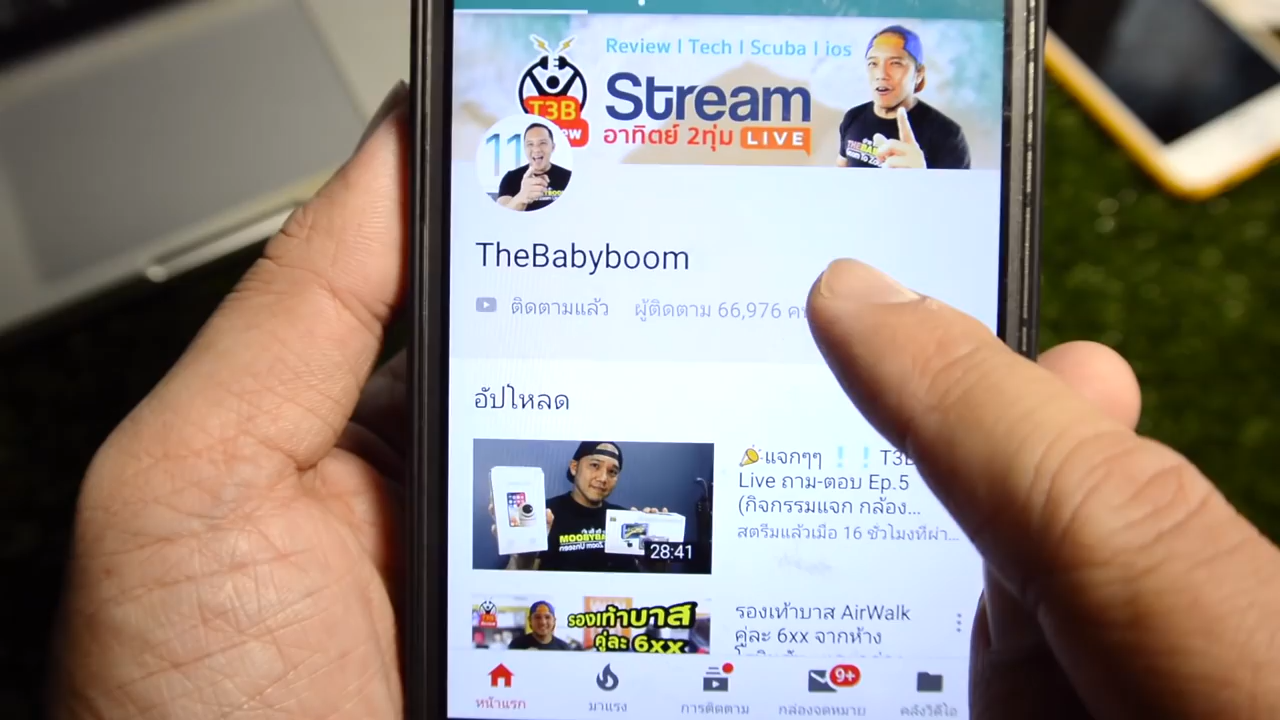 Review | Tech | Scuba | ios
T3B
Stream
อาทิตย์ 2ทุ่ม LIVE
11
TheBabyboom
ติดตามแล้ว ผู้ติดตาม 66,976
อัปโหลด
แจกๆๆ ❕❕ T3B
Live ถาม-ตอบ Ep.5
(กิจกรรมแจก กล้อง...
สตรีมแล้วเมื่อ 16 ชั่วโมงที่ผ่า...
28:41
รองเท้าบาส
คู่ละ 6xx
รองเท้าบาส AirWalk
คู่ละ 6xx จากห้าง
9+
หน้าแรก มาแรง การติดตาม กล่องจดหมาย คลังวิดีโอ